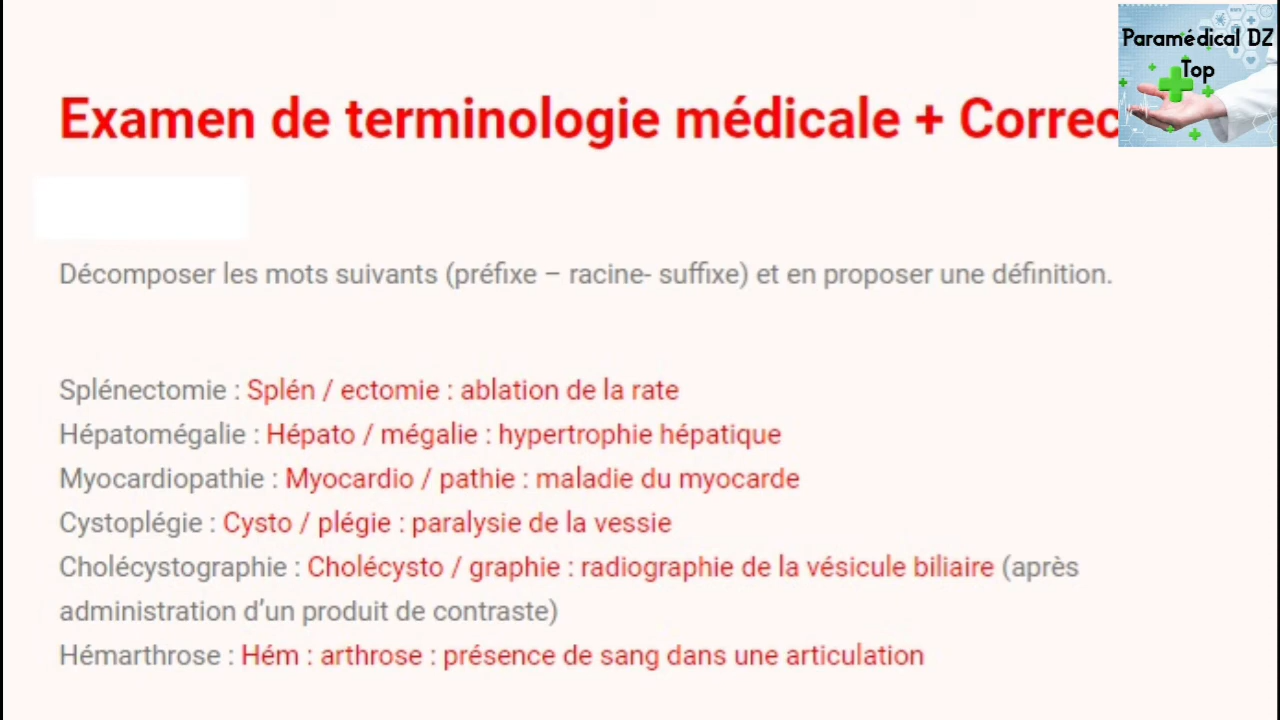 Paramédical DZ
Top
Examen de terminologie médicale + Correc
Décomposer les mots suivants (préfixe – racine- suffixe) et en proposer une définition.
Splénectomie : Splén / ectomie : ablation de la rate
Hépatomégalie : Hépato / mégalie : hypertrophie hépatique
Myocardiopathie : Myocardio / pathie : maladie du myocarde
Cystoplégie : Cysto / plégie : paralysie de la vessie
Cholécystographie : Cholécysto / graphie : radiographie de la vésicule biliaire (après
administration d’un produit de contraste)
Hémarthrose : Hém : arthrose : présence de sang dans une articulation